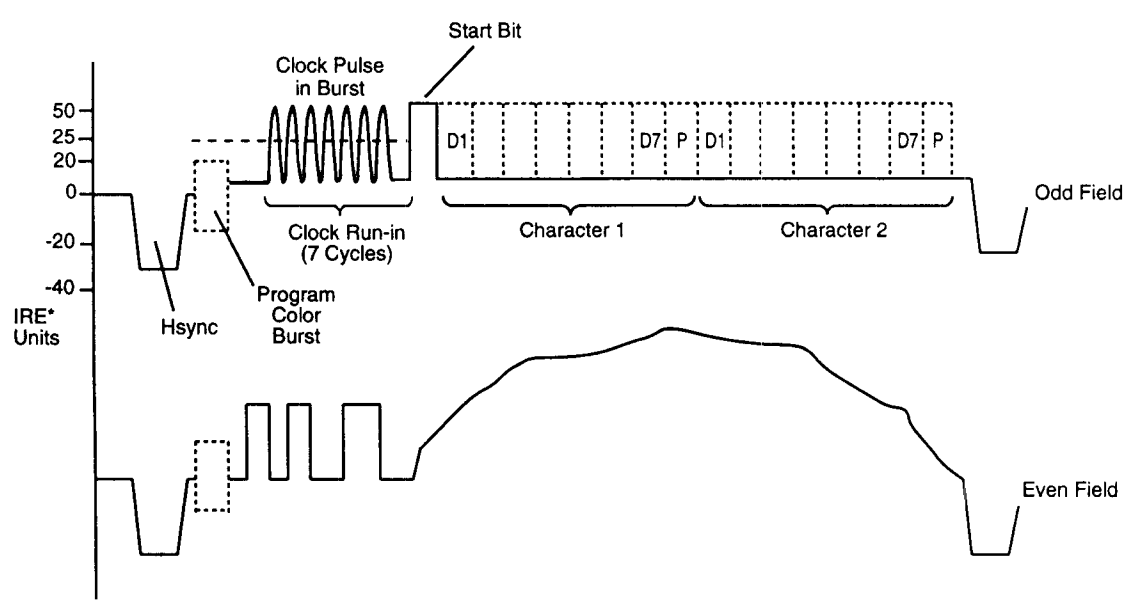 Start Bit
Clock Pulse
in Burst
50
25
20
0
-20
-40
IRE*
Units
D1
D7
P
D1
D7
P
Odd Field
Clock Run-in
(7 Cycles)
Character 1
Character 2
Hsync
Program
Color
Burst
Even Field